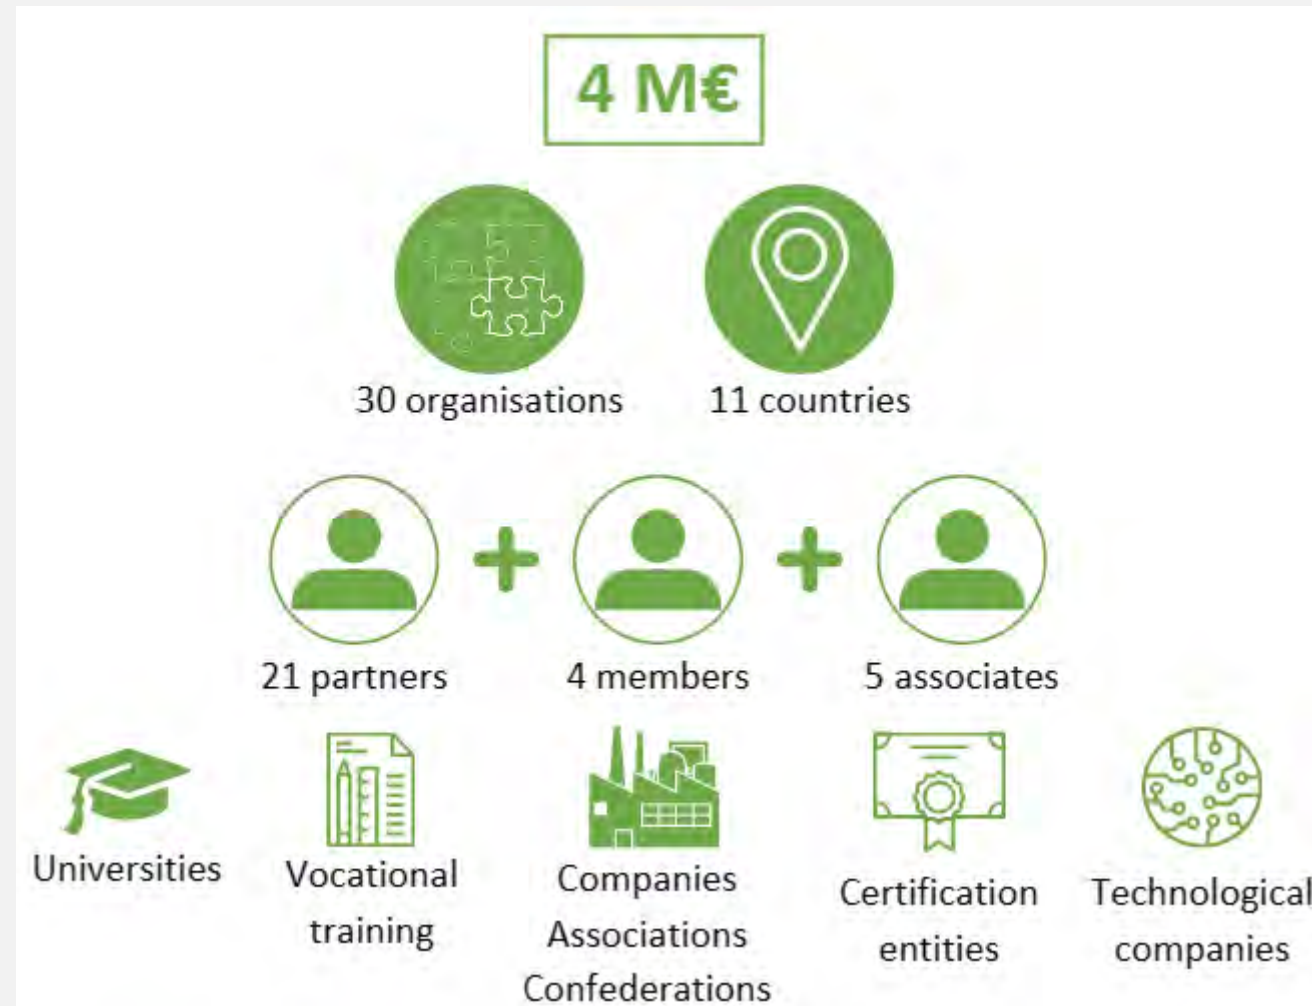 4 M€
30 organisations
11 countries
21 partners
4 members
5 associates
Universities
Vocational
training
Companies
Associations
Confederations
Certification
entities
Technological
companies